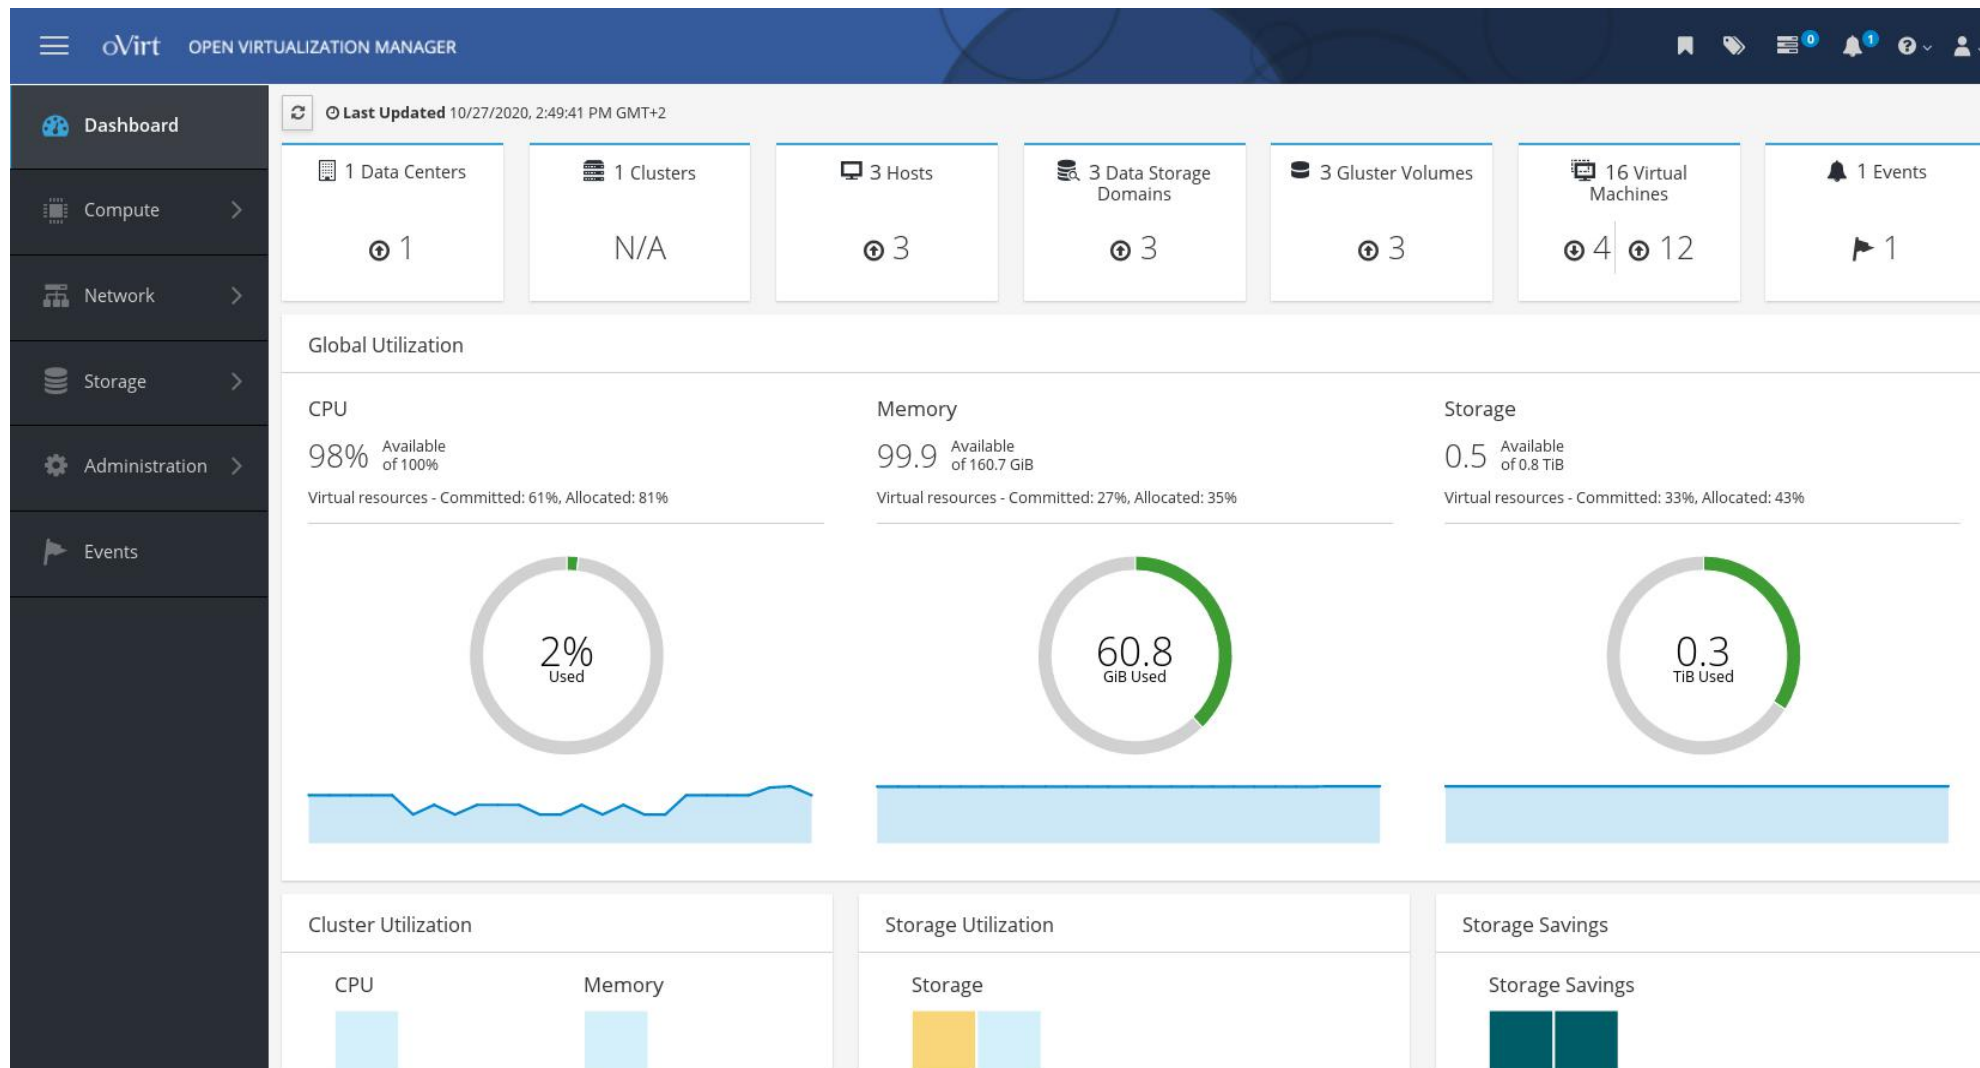 oVirt OPEN VIRTUALIZATION MANAGER
0
1
Dashboard
Compute
Network
Storage
Administration
Events
Last Updated 10/27/2020, 2:49:41 PM GMT+2
1 Data Centers
1
1 Clusters
N/A
3 Hosts
3
3 Data Storage
Domains
3
3 Gluster Volumes
3
16 Virtual
Machines
4 12
1 Events
1
Global Utilization
CPU
98% Available
of 100%
Virtual resources - Committed: 61%, Allocated: 81%
2%
Used
Memory
99.9 Available
of 160.7 GiB
Virtual resources - Committed: 27%, Allocated: 35%
60.8
GiB Used
Storage
0.5 Available
of 0.8 TiB
Virtual resources - Committed: 33%, Allocated: 43%
0.3
TiB Used
Cluster Utilization
CPU
Memory
Storage Utilization
Storage
Storage Savings
Storage Savings